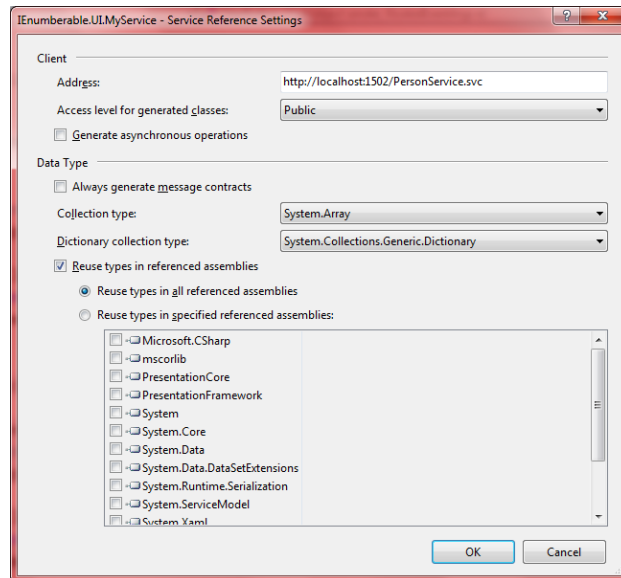 IEnumberable.UI.MyService - Service Reference Settings
Client
Address: http://localhost:1502/PersonService.svc
Access level for generated classes: Public
Generate asynchronous operations
Data Type
Always generate message contracts
Collection type: System.Array
Dictionary collection type: System.Collections.Generic.Dictionary
Reuse types in referenced assemblies
Reuse types in all referenced assemblies
Reuse types in specified referenced assemblies:
Microsoft.CSharp
mscorlib
PresentationCore
PresentationFramework
System
System.Core
System.Data
System.Data.DataSetExtensions
System.Runtime.Serialization
System.ServiceModel
System.Xaml
OK Cancel